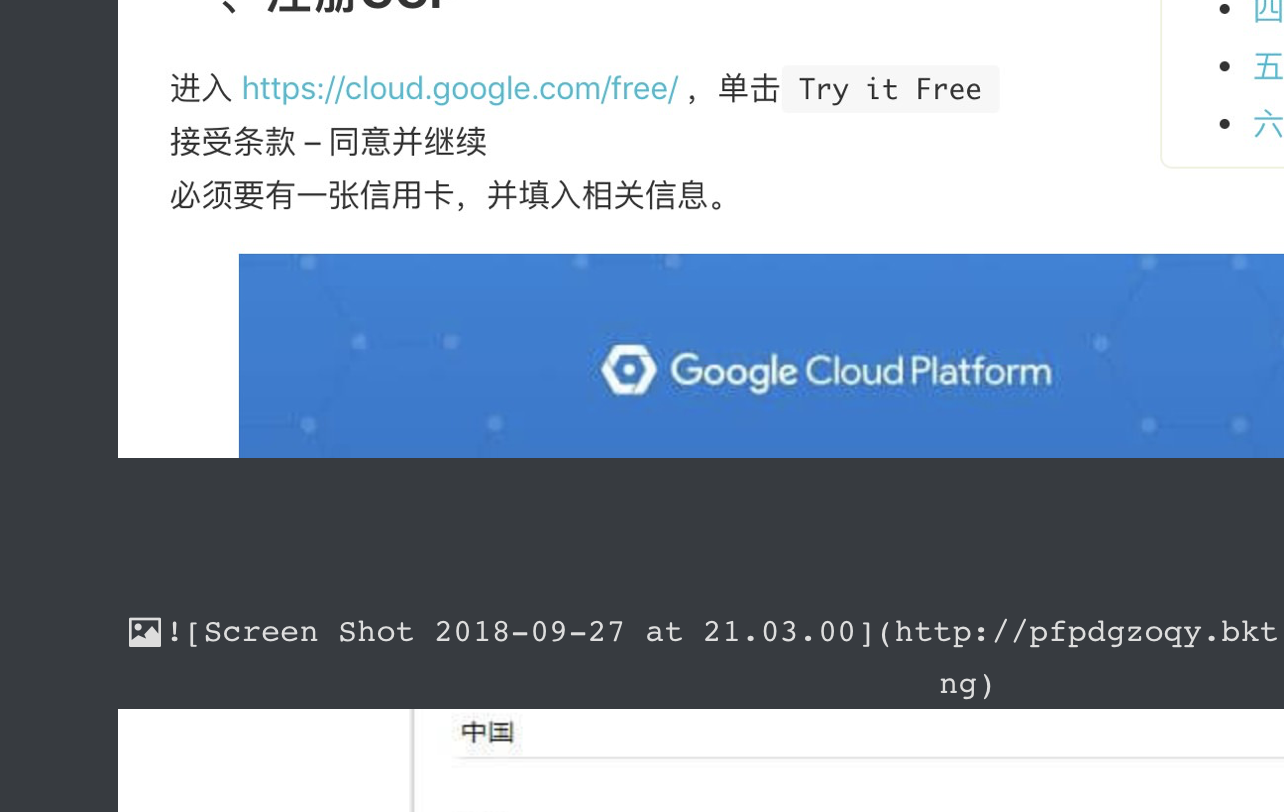 、注册GCP
四
进入 https://cloud.google.com/free/ ，单击 Try it Free
五
接受条款 – 同意并继续
六
必须要有一张信用卡，并填入相关信息。
Google Cloud Platform
![Screen Shot 2018-09-27 at 21.03.00](http://pfpdgzoqy.bkt
ng)
中国